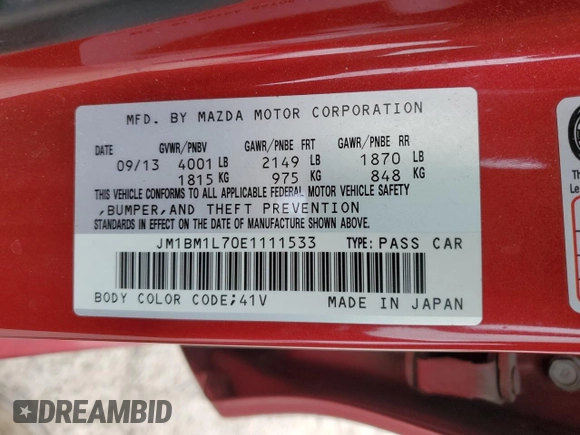 MFD. BY MAZDA MOTOR CORPORATION
DATE GVWR/PNBV GAWR/PNBE FRT GAWR/PNBE RR
09/13 4001 LB 2149 LB 1870 LB
1815 KG 975 KG 848 KG
THIS VEHICLE CONFORMS TO ALL APPLICABLE FEDERAL MOTOR VEHICLE SAFETY
,BUMPER,AND THEFT PREVENTION
STANDARDS IN EFFECT ON THE DATE OF MANUFACTURE SHOWN ABOVE.
JM1BM1L70E1111533 TYPE: PASS CAR
BODY COLOR CODE;41V MADE IN JAPAN
Th
Le
DREAMBID